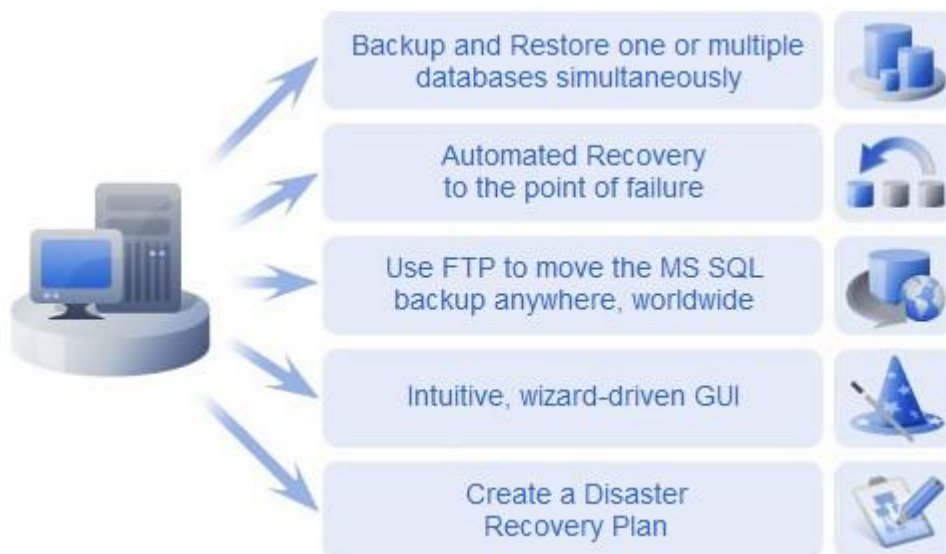 Backup and Restore one or multiple
databases simultaneously
Automated Recovery
to the point of failure
Use FTP to move the MS SQL
backup anywhere, worldwide
Intuitive, wizard-driven GUI
Create a Disaster
Recovery Plan